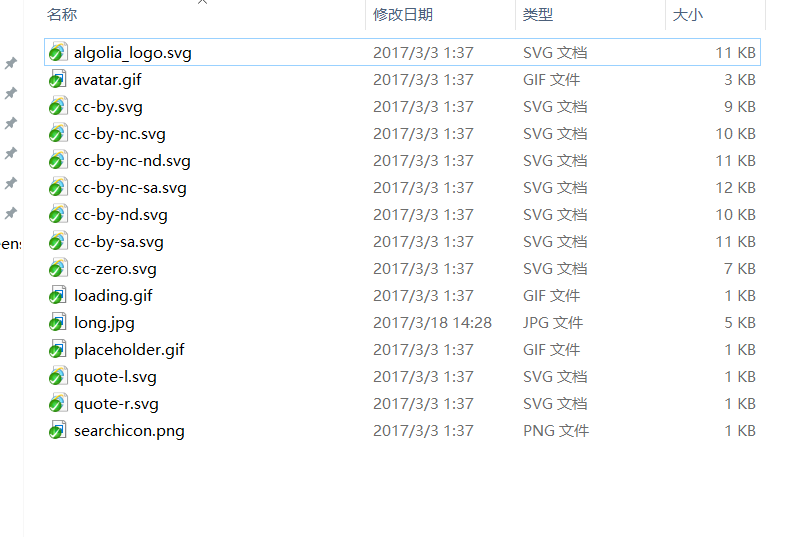 名称 修改日期 类型 大小
algolia_logo.svg 2017/3/3 1:37 SVG 文档 11 KB
avatar.gif 2017/3/3 1:37 GIF 文件 3 KB
cc-by.svg 2017/3/3 1:37 SVG 文档 9 KB
cc-by-nc.svg 2017/3/3 1:37 SVG 文档 10 KB
cc-by-nc-nd.svg 2017/3/3 1:37 SVG 文档 11 KB
cc-by-nc-sa.svg 2017/3/3 1:37 SVG 文档 12 KB
cc-by-nd.svg 2017/3/3 1:37 SVG 文档 10 KB
cc-by-sa.svg 2017/3/3 1:37 SVG 文档 11 KB
cc-zero.svg 2017/3/3 1:37 SVG 文档 7 KB
loading.gif 2017/3/3 1:37 GIF 文件 1 KB
long.jpg 2017/3/18 14:28 JPG 文件 5 KB
placeholder.gif 2017/3/3 1:37 GIF 文件 1 KB
quote-l.svg 2017/3/3 1:37 SVG 文档 1 KB
quote-r.svg 2017/3/3 1:37 SVG 文档 1 KB
searchicon.png 2017/3/3 1:37 PNG 文件 1 KB